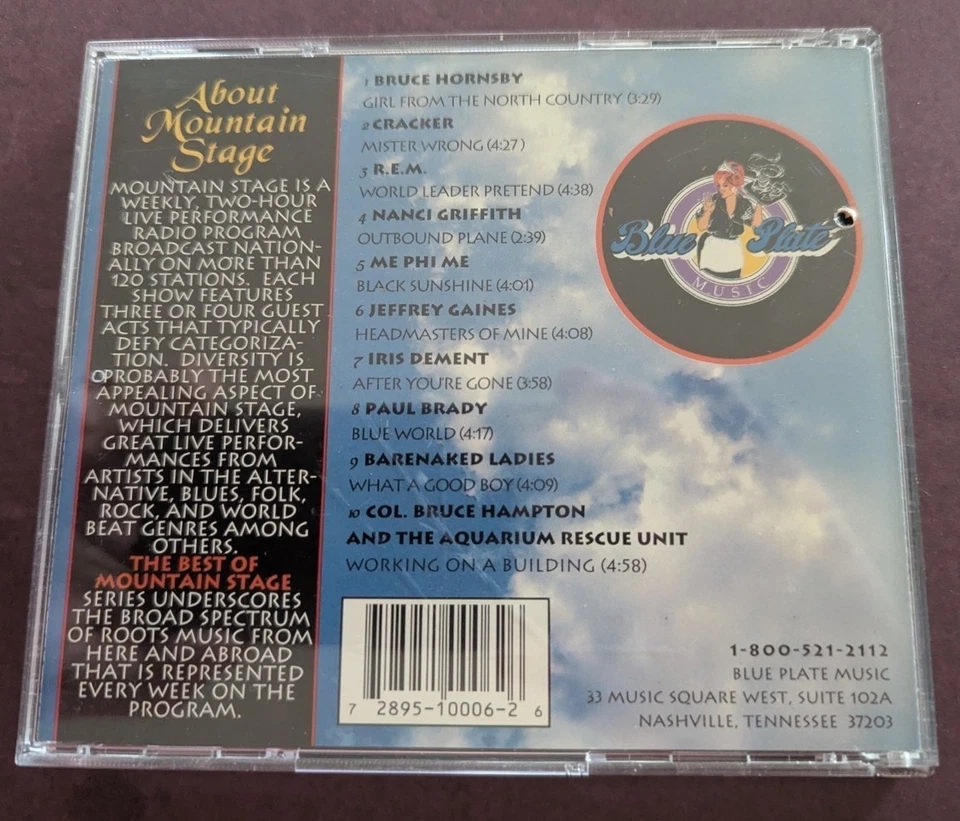 About
Mountain
Stage
MOUNTAIN STAGE IS A
WEEKLY, TWO-HOUR
LIVE PERFORMANCE
RADIO PROGRAM
BROADCAST NATION-
ALLY ON MORE THAN
120 STATIONS. EACH
SHOW FEATURES
THREE OR FOUR GUEST
ACTS THAT TYPICALLY
DEFY CATEGORIZA-
TION. DIVERSITY IS
PROBABLY THE MOST
APPEALING ASPECT OF
MOUNTAIN STAGE,
WHICH DELIVERS
GREAT LIVE PERFOR-
MANCES FROM
ARTISTS IN THE ALTER-
NATIVE, BLUES, FOLK,
ROCK, AND WORLD
BEAT GENRES AMONG
OTHERS.
THE BEST OF
MOUNTAIN STAGE
SERIES UNDERSCORES
THE BROAD SPECTRUM
OF ROOTS MUSIC FROM
HERE AND ABROAD
THAT IS REPRESENTED
EVERY WEEK ON THE
PROGRAM.
1 BRUCE HORNSBY
GIRL FROM THE NORTH COUNTRY (3:29)
2 CRACKER
MISTER WRONG (4:27)
3 R.E.M.
WORLD LEADER PRETEND (4:38)
4 NANCI GRIFFITH
OUTBOUND PLANE (2:39)
5 ME PHI ME
BLACK SUNSHINE (4:01)
6 JEFFREY GAINES
HEADMASTERS OF MINE (4:08)
7 IRIS DEMENT
AFTER YOU'RE GONE (3:58)
8 PAUL BRADY
BLUE WORLD (4:17)
9 BARENAKED LADIES
WHAT A GOOD BOY (4:09)
10 COL. BRUCE HAMPTON
AND THE AQUARIUM RESCUE UNIT
WORKING ON A BUILDING (4:58)
Blue Plate
MUSIC
7 2895-10006-2 6
1-800-521-2112
BLUE PLATE MUSIC
33 MUSIC SQUARE WEST, SUITE 102A
NASHVILLE, TENNESSEE 37203